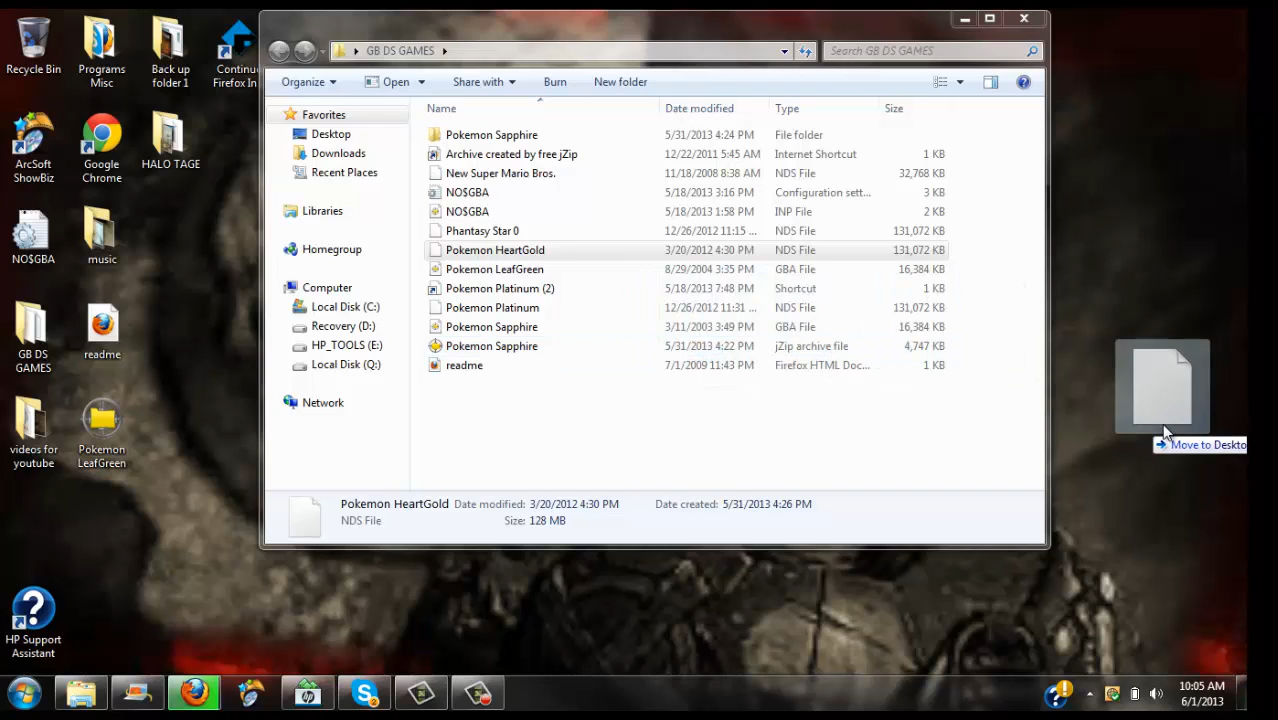 Recycle Bin
Programs Misc
Back up folder 1
Continu Firefox In
ArcSoft ShowBiz
Google Chrome
HALO TAGE
NO$GBA
music
GB DS GAMES
readme
videos for youtube
Pokemon LeafGreen
HP Support Assistant
GB DS GAMES
Search GB DS GAMES
Organize Open Share with Burn New folder
Favorites
Desktop
Downloads
Recent Places
Libraries
Homegroup
Computer
Local Disk (C:)
Recovery (D:)
HP_TOOLS (E:)
Local Disk (Q:)
Network
Name Date modified Type Size
Pokemon Sapphire 5/31/2013 4:24 PM File folder
Archive created by free jZip 12/22/2011 5:45 AM Internet Shortcut 1 KB
New Super Mario Bros. 11/18/2008 8:38 AM NDS File 32,768 KB
NO$GBA 5/18/2013 3:16 PM Configuration sett... 3 KB
NO$GBA 5/18/2013 1:58 PM INP File 2 KB
Phantasy Star 0 12/26/2012 11:15 ... NDS File 131,072 KB
Pokemon HeartGold 3/20/2012 4:30 PM NDS File 131,072 KB
Pokemon LeafGreen 8/29/2004 3:35 PM GBA File 16,384 KB
Pokemon Platinum (2) 5/18/2013 7:48 PM Shortcut 1 KB
Pokemon Platinum 12/26/2012 11:31 ... NDS File 131,072 KB
Pokemon Sapphire 3/11/2003 3:49 PM GBA File 16,384 KB
Pokemon Sapphire 5/31/2013 4:22 PM jZip archive file 4,747 KB
readme 7/1/2009 11:43 PM Firefox HTML Doc... 1 KB
Move to Deskto
Pokemon HeartGold Date modified: 3/20/2012 4:30 PM Date created: 5/31/2013 4:26 PM
NDS File Size: 128 MB
10:05 AM
6/1/2013